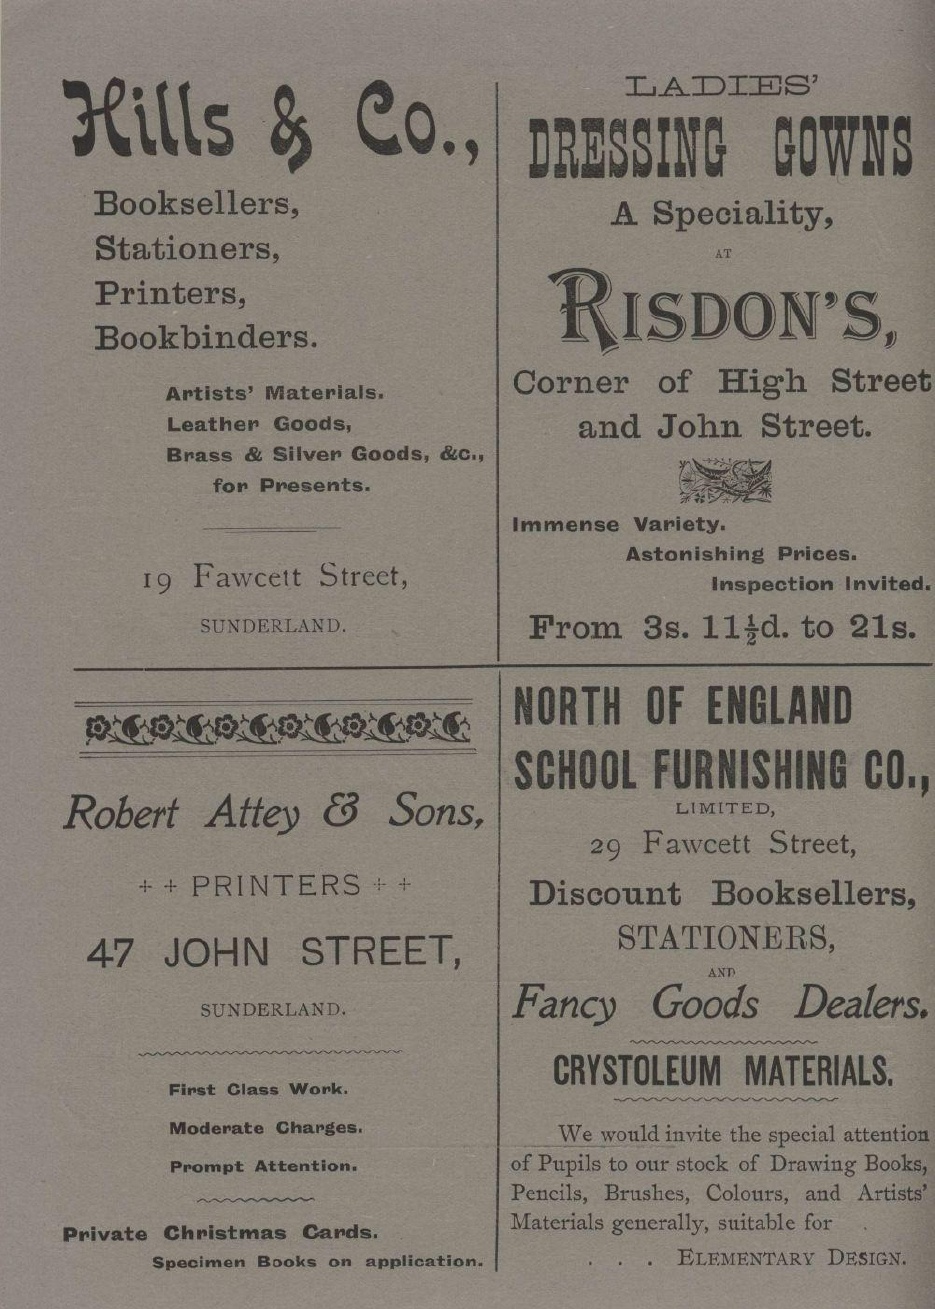 Hills & Co.,
Booksellers,
Stationers,
Printers,
Bookbinders.
Artists' Materials.
Leather Goods,
Brass & Silver Goods, &c.,
for Presents.
19 Fawcett Street,
SUNDERLAND.
LADIES'
DRESSING GOWNS
A Speciality,
AT
RISDON'S,
Corner of High Street
and John Street.
Immense Variety.
Astonishing Prices.
Inspection Invited.
From 3s. 11½d. to 21s.
Robert Attey & Sons,
+ + PRINTERS + +
47 JOHN STREET,
SUNDERLAND.
First Class Work.
Moderate Charges.
Prompt Attention.
Private Christmas Cards.
Specimen Books on application.
NORTH OF ENGLAND
SCHOOL FURNISHING CO.,
LIMITED,
29 Fawcett Street,
Discount Booksellers,
STATIONERS,
AND
Fancy Goods Dealers.
CRYSTOLEUM MATERIALS.
We would invite the special attention
of Pupils to our stock of Drawing Books,
Pencils, Brushes, Colours, and Artists'
Materials generally, suitable for .
. . . ELEMENTARY DESIGN.